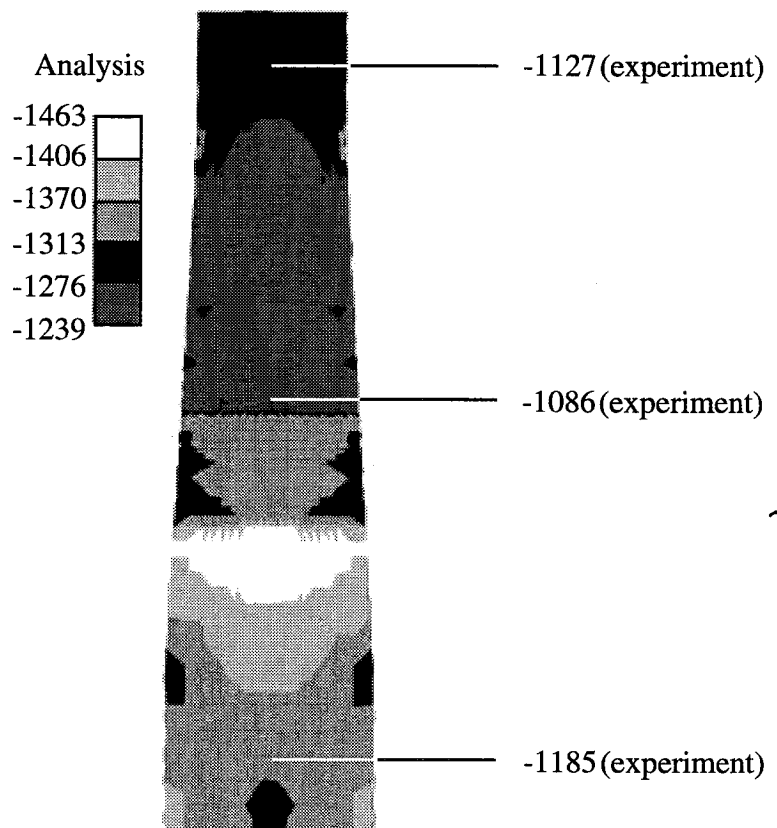 Analysis
-1463
-1406
-1370
-1313
-1276
-1239
-1127 (experiment)
-1086 (experiment)
-1185 (experiment)